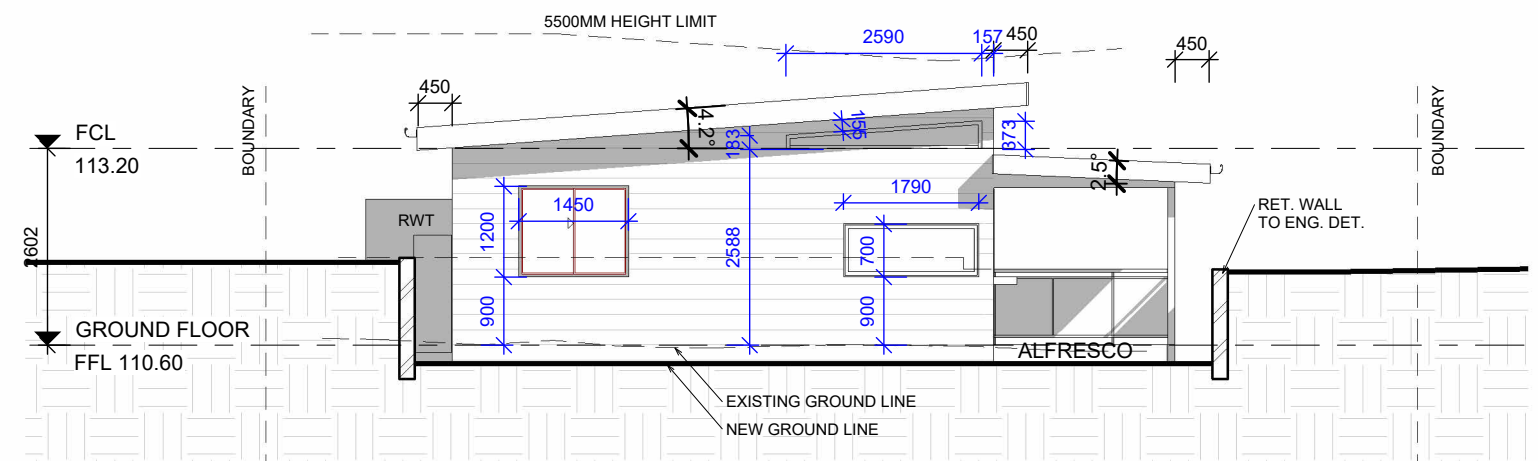 5500MM HEIGHT LIMIT
2590
157
450
450
450
BOUNDARY
BOUNDARY
FCL
113.20
4.2°
183
155
373
2.5°
1790
1450
RWT
1200
2588
700
2602
RET. WALL
TO ENG. DET.
900
900
GROUND FLOOR
FFL 110.60
ALFRESCO
EXISTING GROUND LINE
NEW GROUND LINE